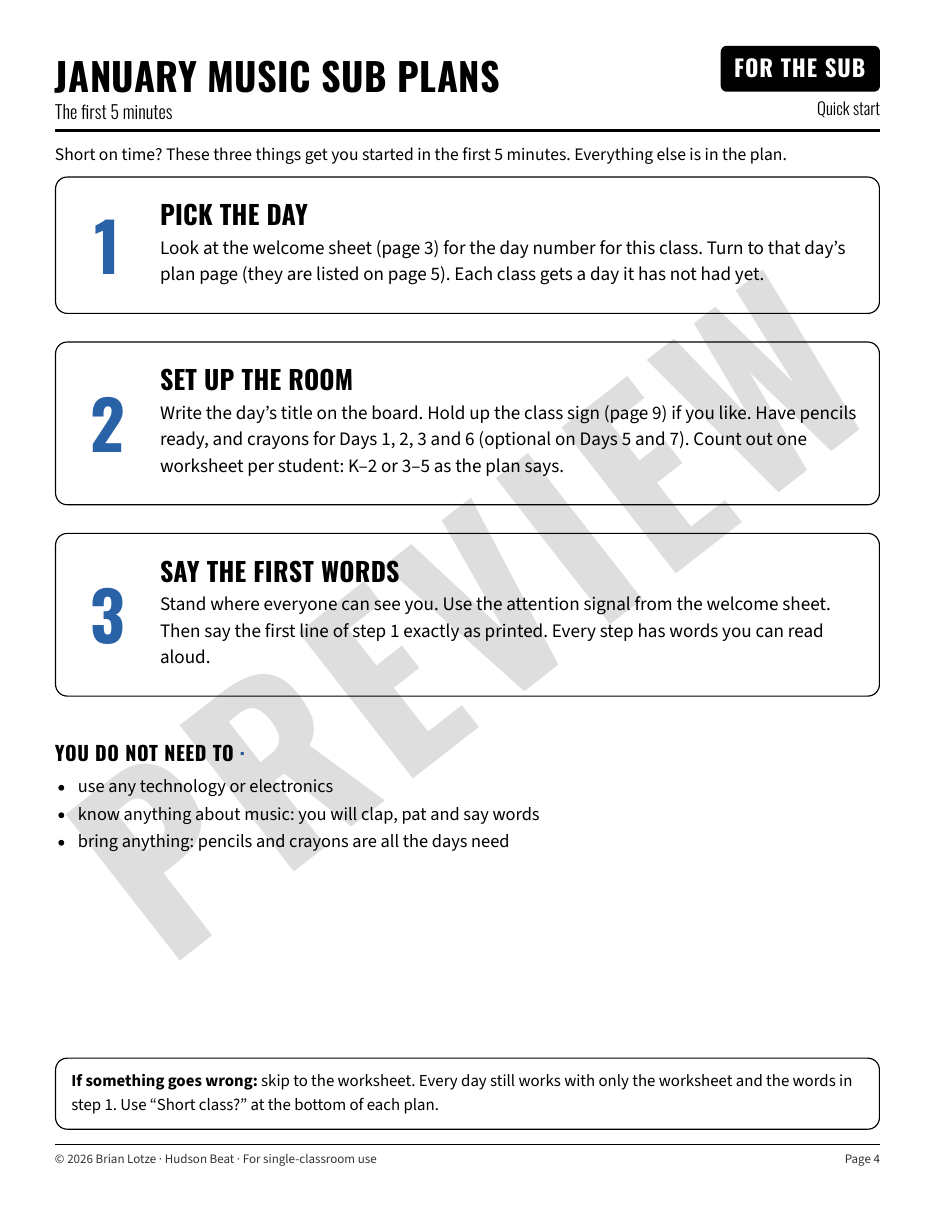 JANUARY MUSIC SUB PLANS
FOR THE SUB
The first 5 minutes
Quick start
Short on time? These three things get you started in the first 5 minutes. Everything else is in the plan.
1
PICK THE DAY
Look at the welcome sheet (page 3) for the day number for this class. Turn to that day’s
plan page (they are listed on page 5). Each class gets a day it has not had yet.
2
SET UP THE ROOM
Write the day’s title on the board. Hold up the class sign (page 9) if you like. Have pencils
ready, and crayons for Days 1, 2, 3 and 6 (optional on Days 5 and 7). Count out one
worksheet per student: K–2 or 3–5 as the plan says.
3
SAY THE FIRST WORDS
Stand where everyone can see you. Use the attention signal from the welcome sheet.
Then say the first line of step 1 exactly as printed. Every step has words you can read
aloud.
YOU DO NOT NEED TO ·
• use any technology or electronics
• know anything about music: you will clap, pat and say words
• bring anything: pencils and crayons are all the days need
PREVIEW
If something goes wrong: skip to the worksheet. Every day still works with only the worksheet and the words in
step 1. Use “Short class?” at the bottom of each plan.
© 2026 Brian Lotze · Hudson Beat · For single-classroom use
Page 4